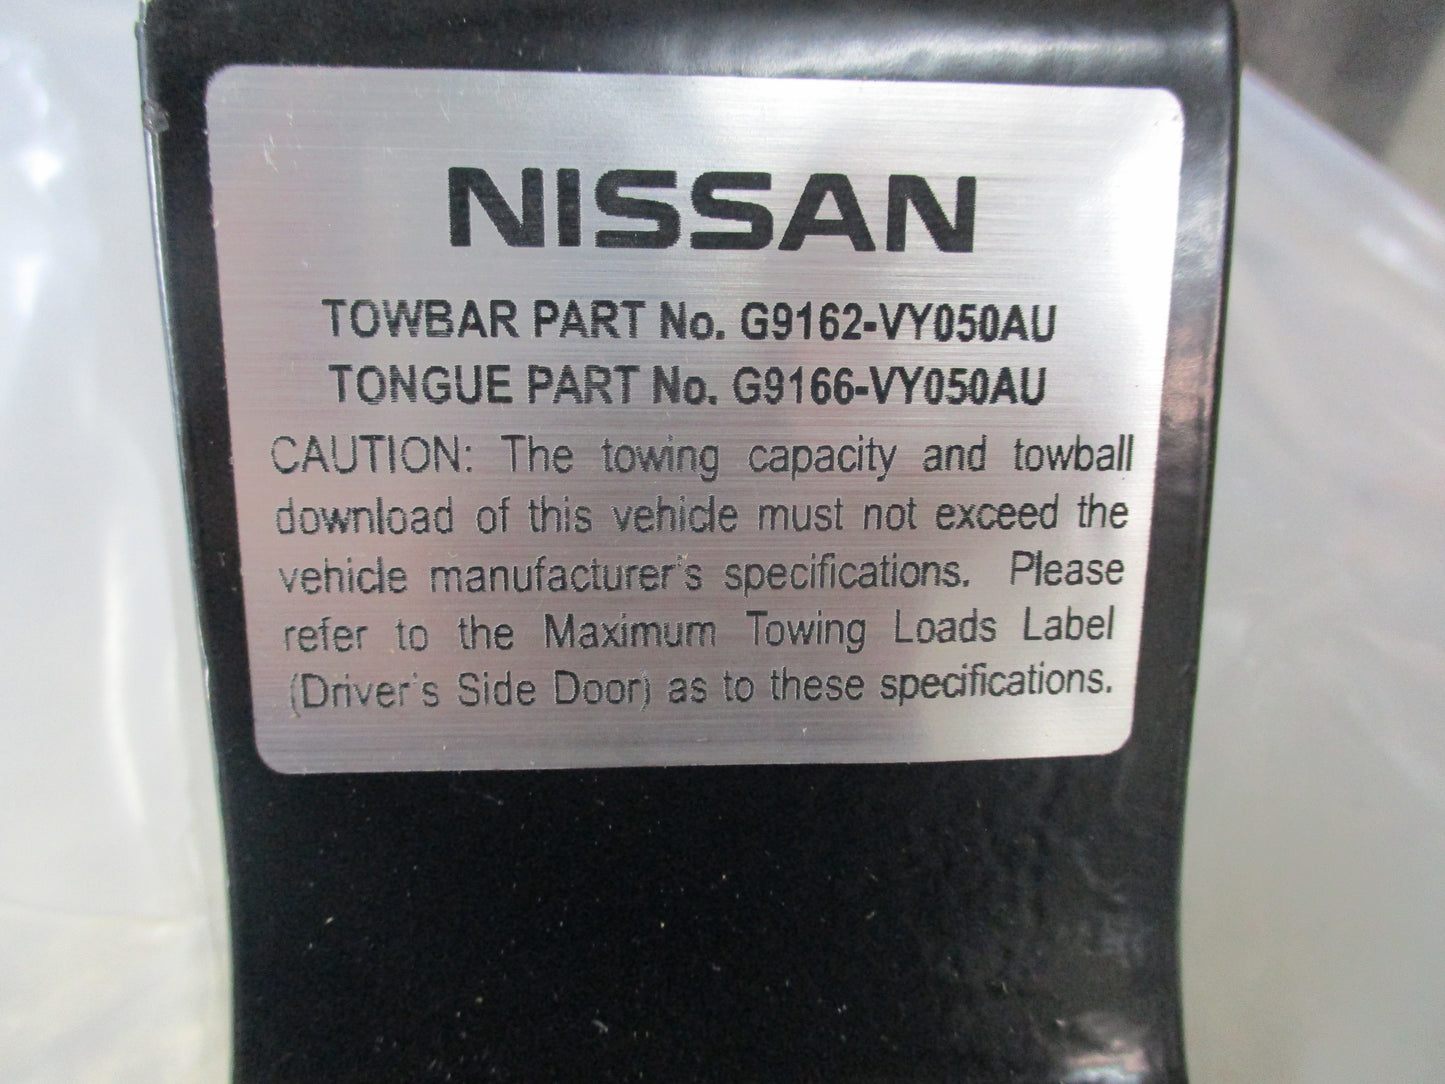 NISSAN
TOWBAR PART No. G9162-VY050AU
TONGUE PART No. G9166-VY050AU
CAUTION: The towing capacity and towball
download of this vehicle must not exceed the
vehicle manufacturer's specifications. Please
refer to the Maximum Towing Loads Label
(Driver's Side Door) as to these specifications.